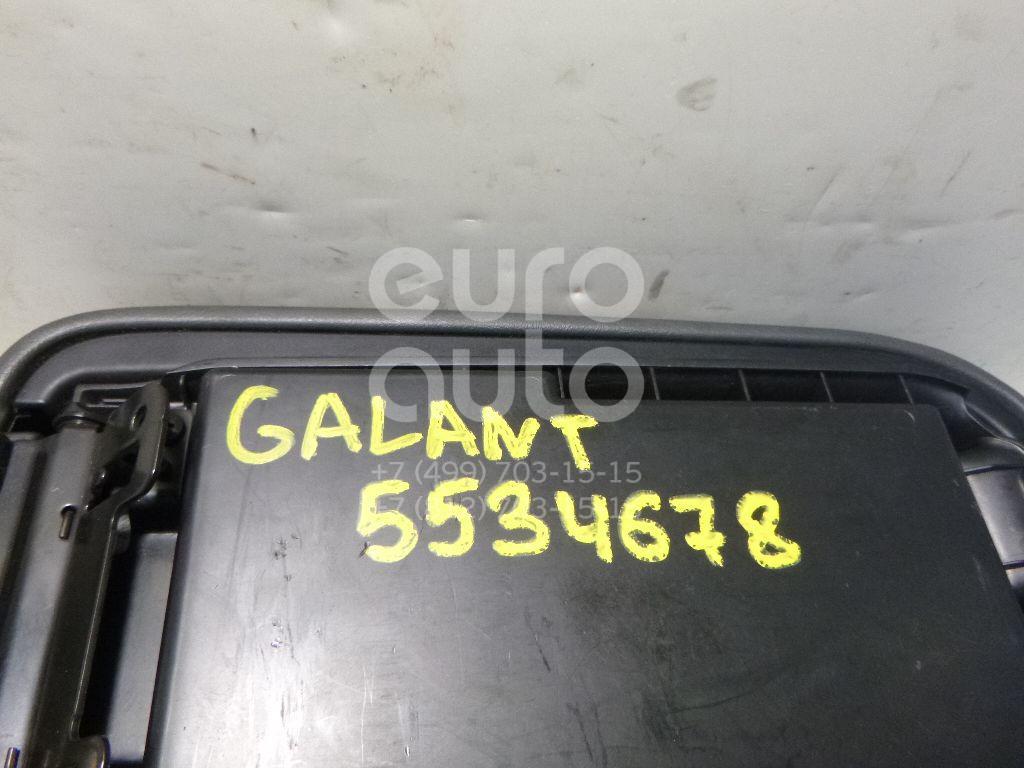 euro
auto
GALANT
+7 (499) 703-15-15
5534678